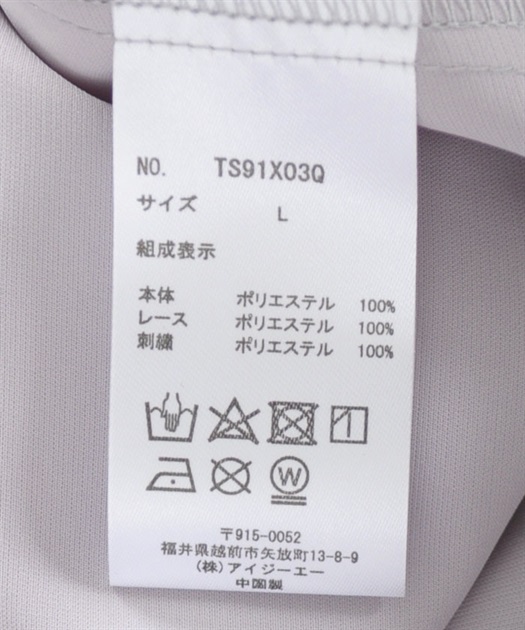 NO. TS91X03Q
サイズ L
組成表示
本体 ポリエステル 100%
レース ポリエステル 100%
刺繍 ポリエステル 100%
W
〒915-0052
福井県越前市矢放町13-8-9
(株)アイジーエー
中国製